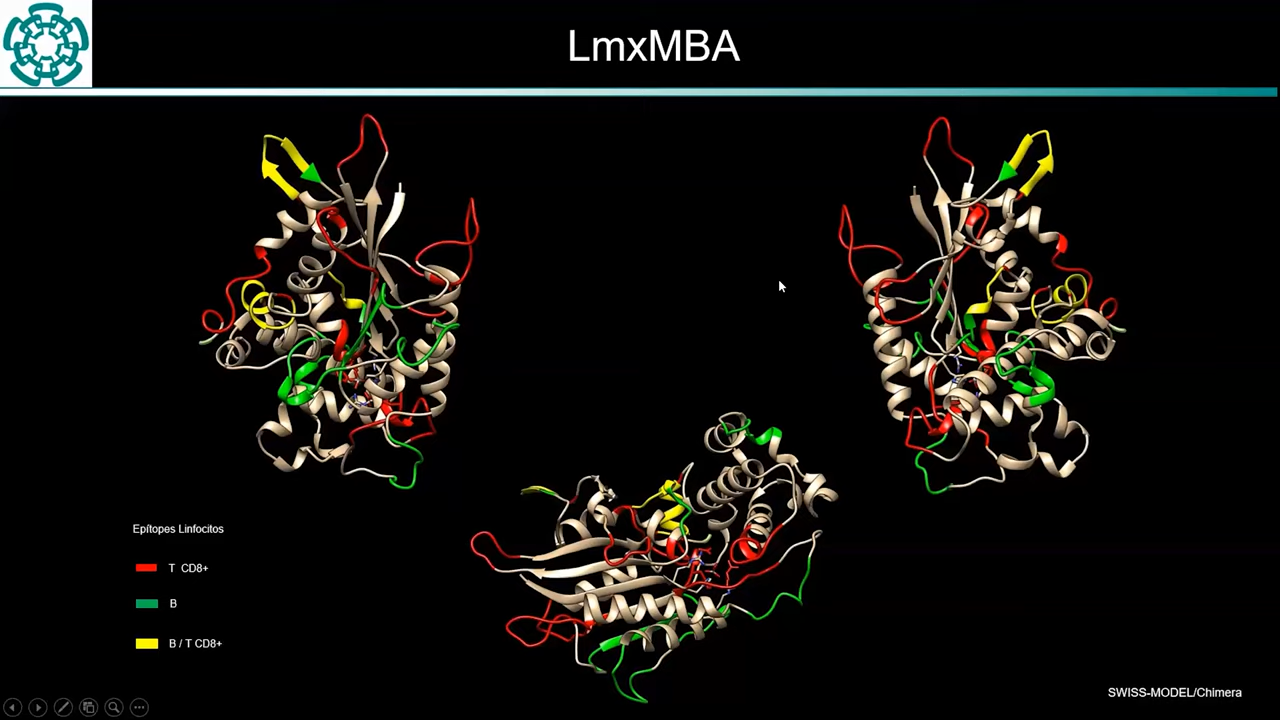 LmxMBA
Epítopes Linfocitos
T CD8+
B
B / T CD8+
SWISS-MODEL/Chimera